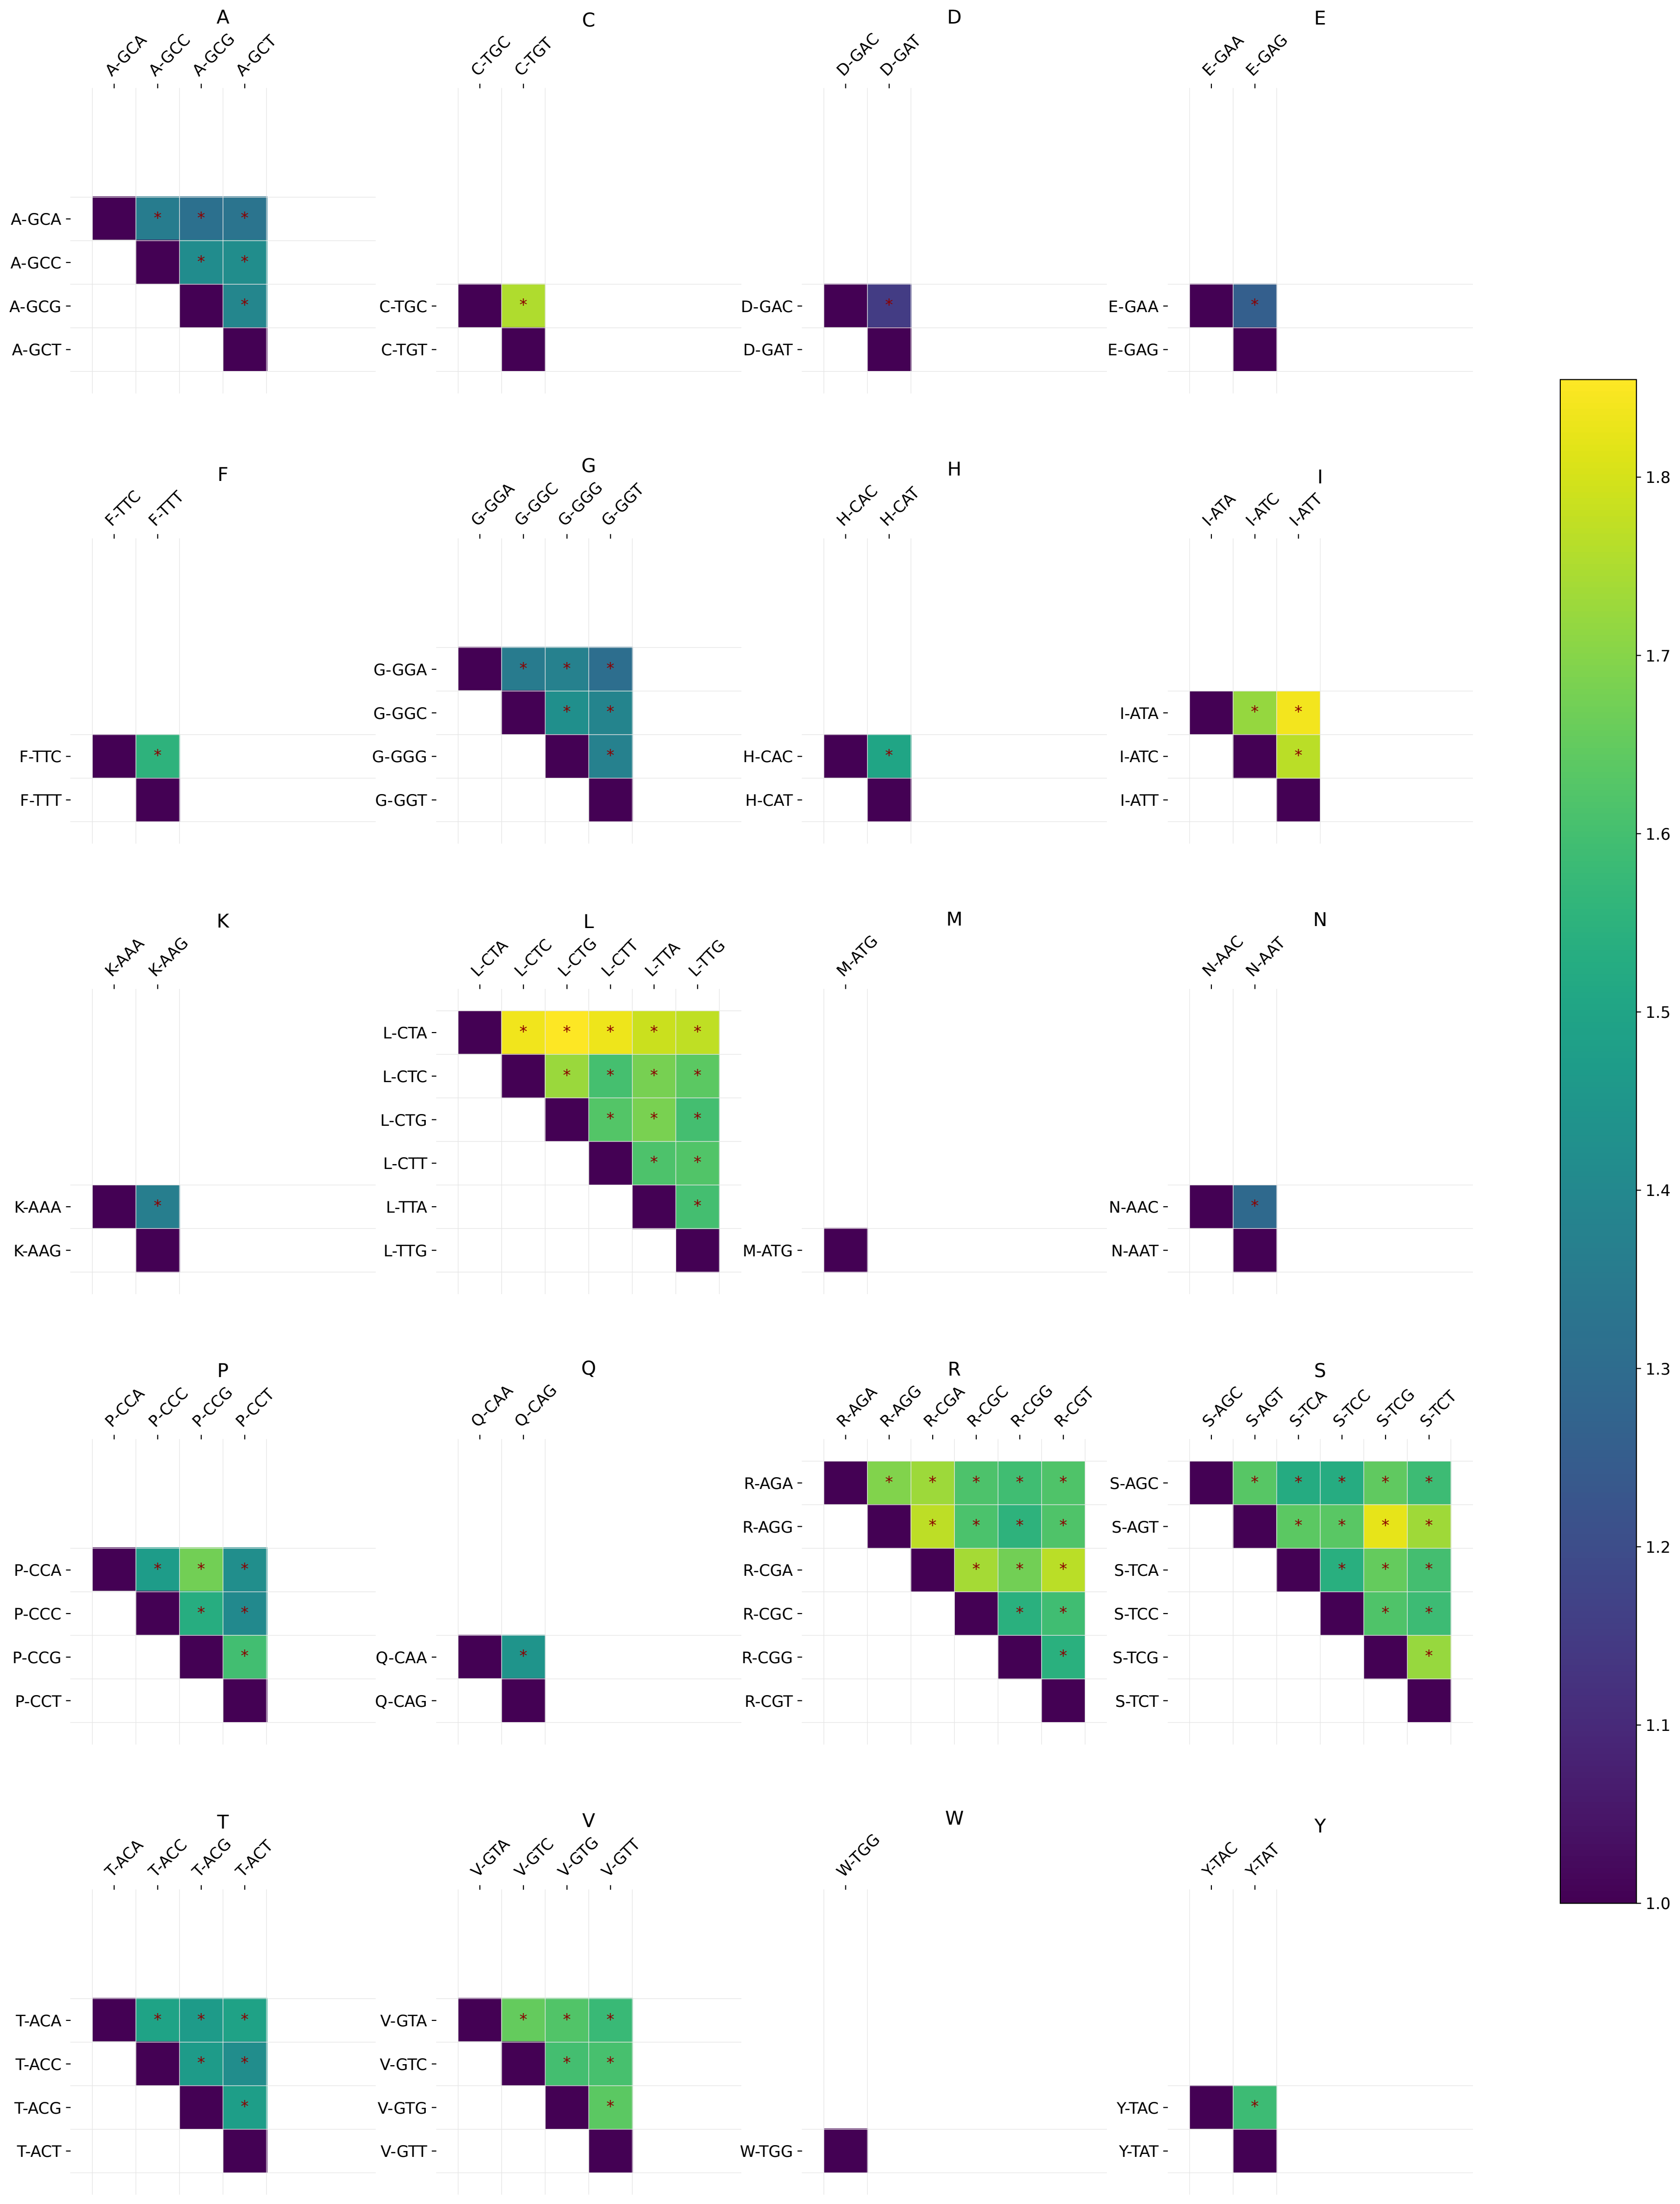 A
C
D
E
A-GCA A-GCC A-GCG A-GCT
C-TGC C-TGT
D-GAC D-GAT
E-GAA E-GAG
A-GCA * * *
A-GCC * *
A-GCG *
A-GCT
C-TGC *
C-TGT
D-GAC *
D-GAT
E-GAA *
E-GAG
F
G
H
I
F-TTC F-TTT
G-GGA G-GGC G-GGG G-GGT
H-CAC H-CAT
I-ATA I-ATC I-ATT
F-TTC *
F-TTT
G-GGA * * *
G-GGC * *
G-GGG *
G-GGT
H-CAC *
H-CAT
I-ATA * *
I-ATC *
I-ATT
K
L
M
N
K-AAA K-AAG
L-CTA L-CTC L-CTG L-CTT L-TTA L-TTG
M-ATG
N-AAC N-AAT
K-AAA *
K-AAG
L-CTA * * * * *
L-CTC * * * *
L-CTG * * *
L-CTT * *
L-TTA *
L-TTG
M-ATG
N-AAC *
N-AAT
P
Q
R
S
P-CCA P-CCC P-CCG P-CCT
Q-CAA Q-CAG
R-AGA R-AGG R-CGA R-CGC R-CGG R-CGT
S-AGC S-AGT S-TCA S-TCC S-TCG S-TCT
P-CCA * * *
P-CCC * *
P-CCG *
P-CCT
Q-CAA *
Q-CAG
R-AGA * * * * *
R-AGG * * * *
R-CGA * * *
R-CGC * *
R-CGG *
R-CGT
S-AGC * * * * *
S-AGT * * * *
S-TCA * * *
S-TCC * *
S-TCG *
S-TCT
T
V
W
Y
T-ACA T-ACC T-ACG T-ACT
V-GTA V-GTC V-GTG V-GTT
W-TGG
Y-TAC Y-TAT
T-ACA * * *
T-ACC * *
T-ACG *
T-ACT
V-GTA * * *
V-GTC * *
V-GTG *
V-GTT
W-TGG
Y-TAC *
Y-TAT
1.8
1.7
1.6
1.5
1.4
1.3
1.2
1.1
1.0